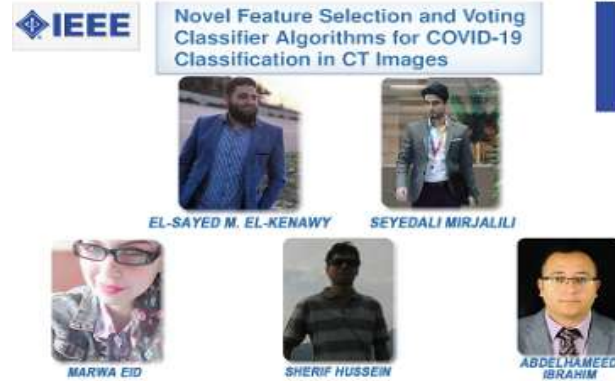 IEEE
Novel Feature Selection and Voting
Classifier Algorithms for COVID-19
Classification in CT Images
EL-SAYED M. EL-KENAWY
SEYEDALI MIRJALILI
MARWA EID
SHERIF HUSSEIN
ABDELHAMEED
IBRAHIM